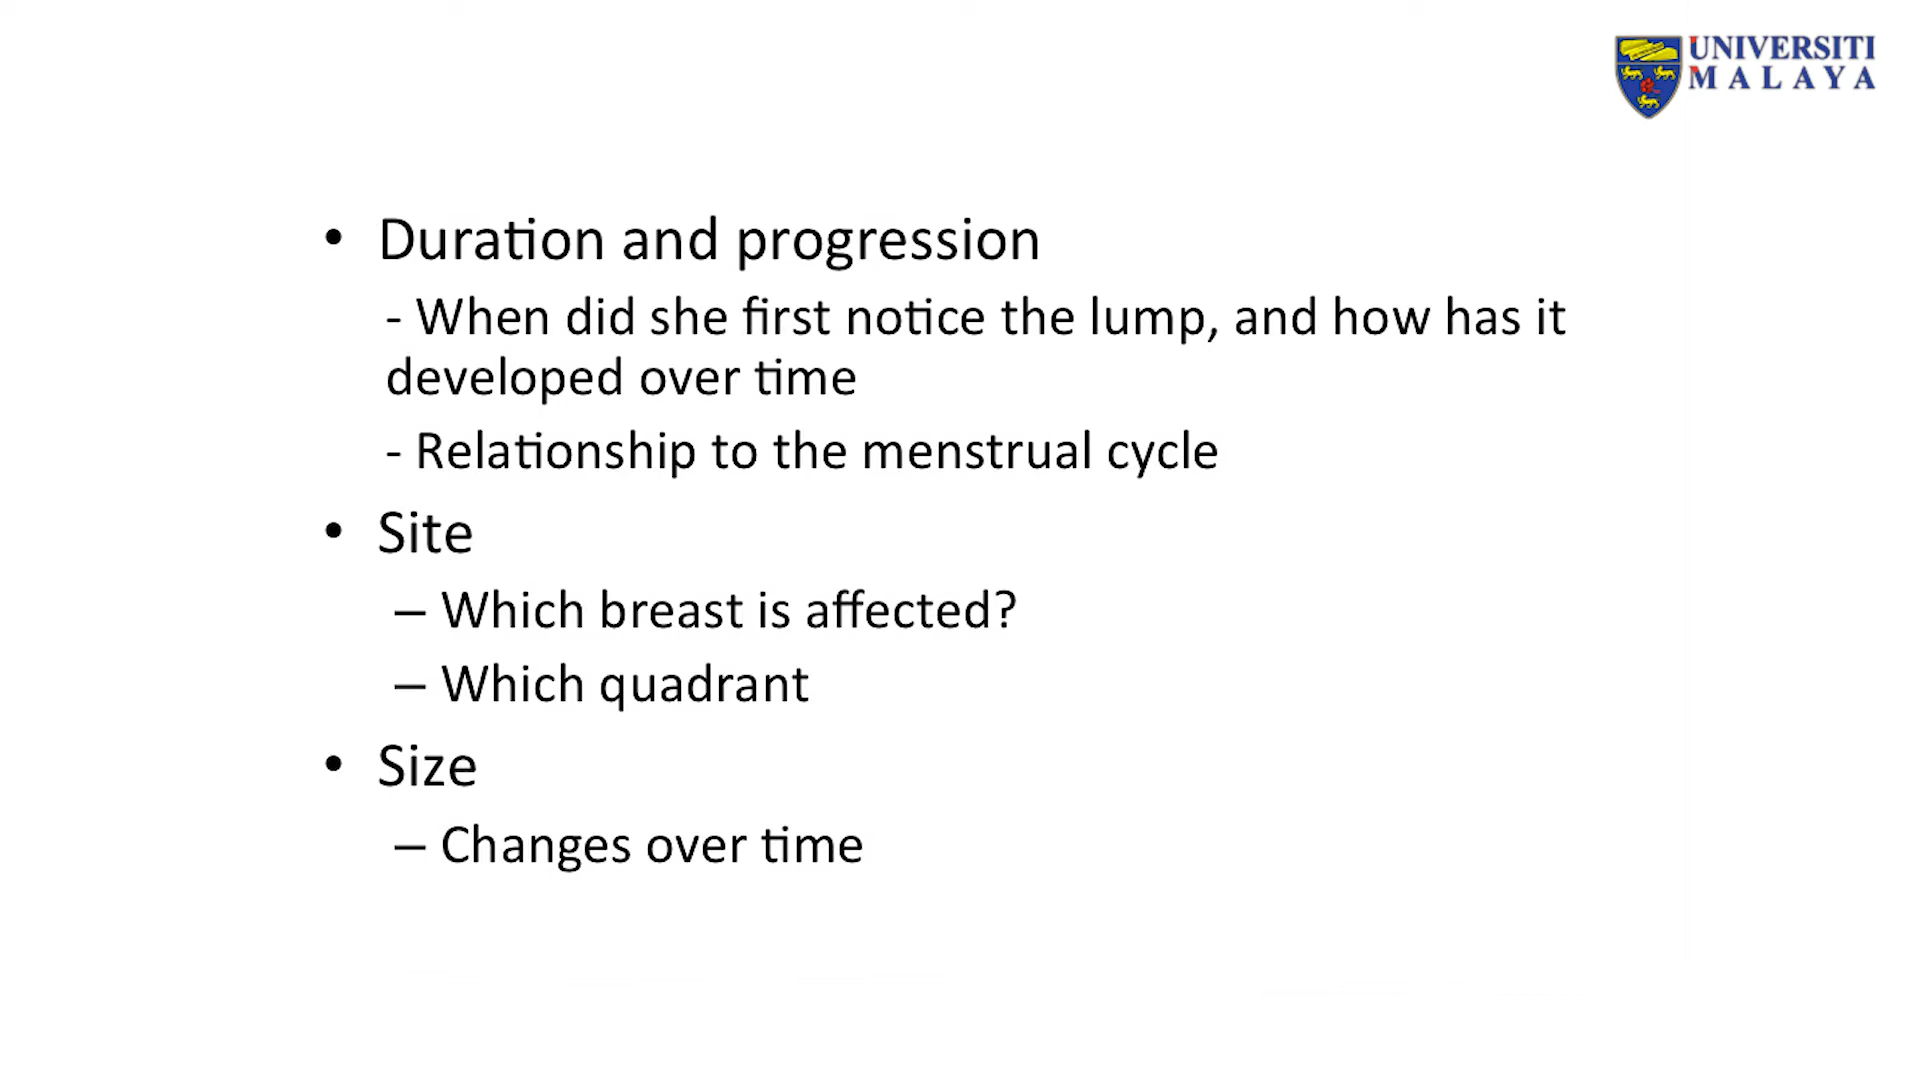 UNIVERSITI
MALAYA
• Duration and progression
- When did she first notice the lump, and how has it
developed over time
- Relationship to the menstrual cycle
• Site
– Which breast is affected?
– Which quadrant
• Size
– Changes over time